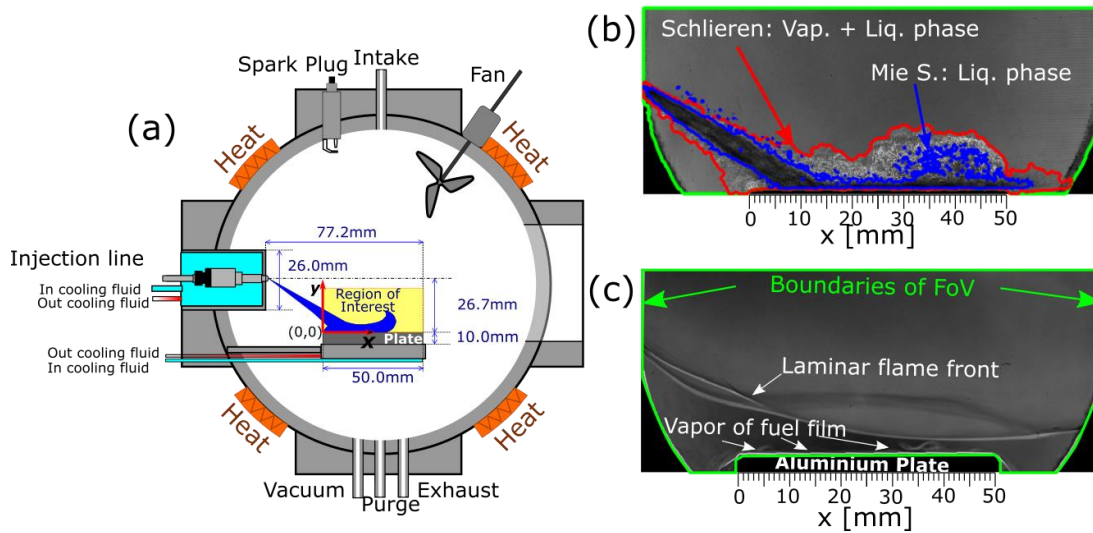 (a)
Spark Plug
Intake
Fan
Heat
Heat
77.2mm
Injection line
26.0mm
In cooling fluid
Out cooling fluid
y
Region of
Interest
26.7mm
(0,0)
x
Plate
10.0mm
Out cooling fluid
In cooling fluid
50.0mm
Heat
Heat
Vacuum
Purge
Exhaust
(b)
Schlieren: Vap. + Liq. phase
Mie S.: Liq. phase
0 10 20 30 40 50
x [mm]
(c)
Boundaries of FoV
Laminar flame front
Vapor of fuel film
Aluminium Plate
0 10 20 30 40 50
x [mm]